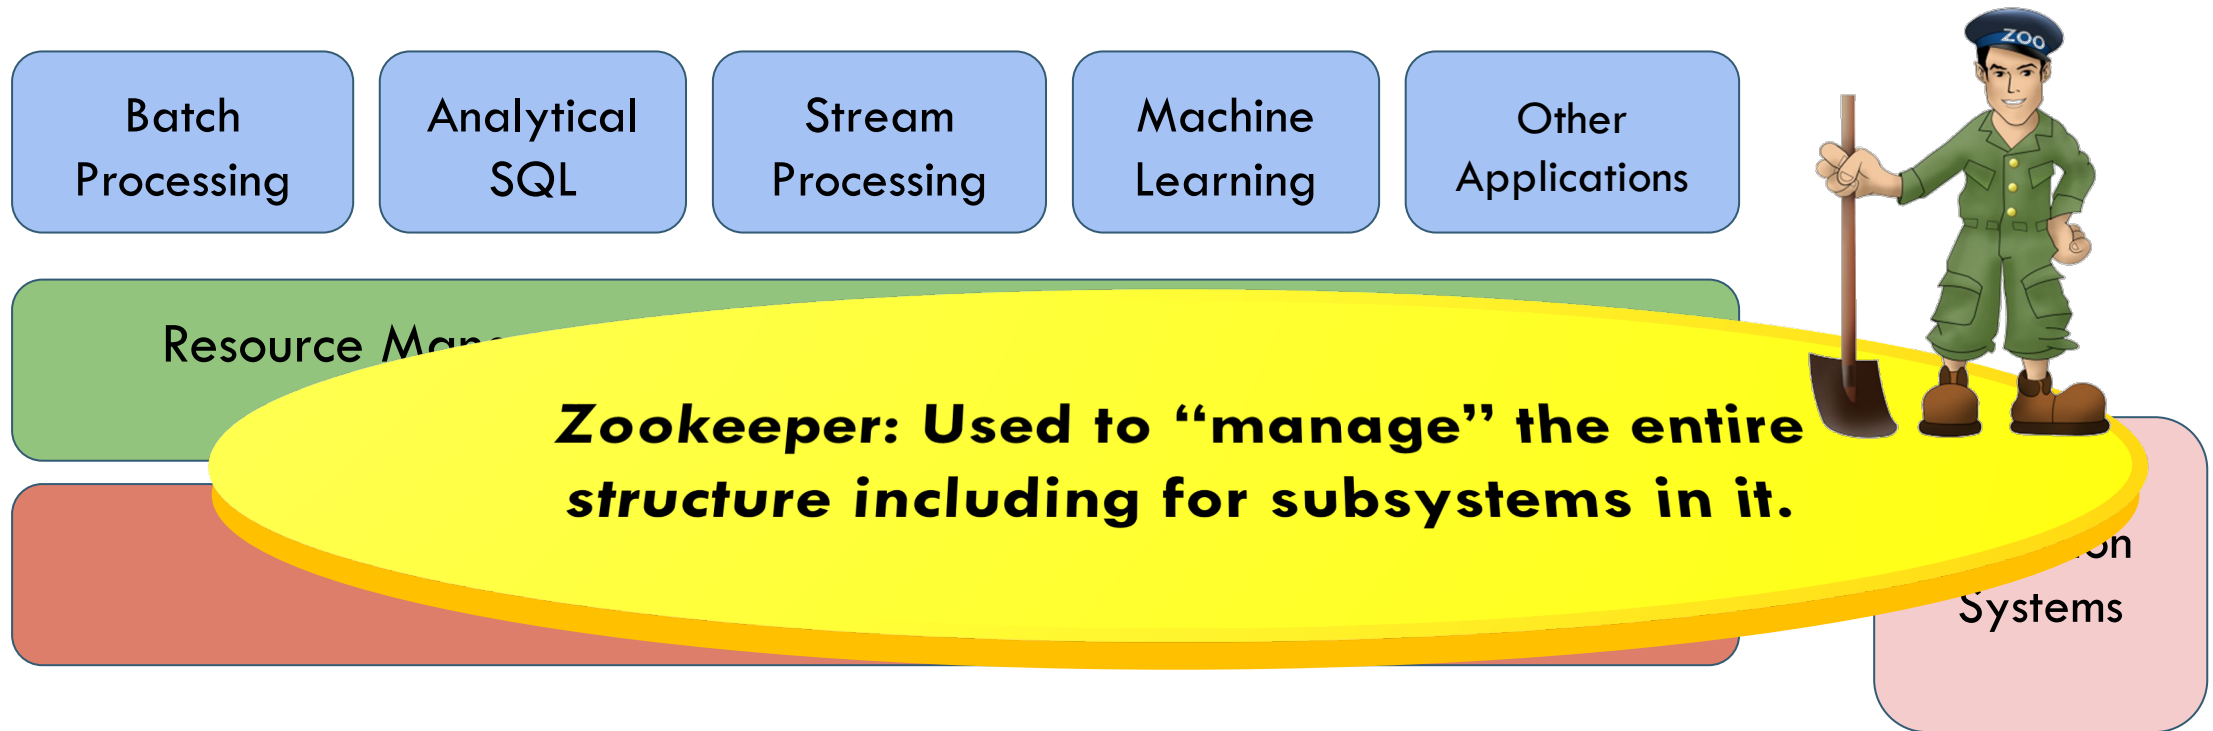 ZOO
Batch
Processing
Analytical
SQL
Stream
Processing
Machine
Learning
Other
Applications
Resource
Zookeeper: Used to “manage” the entire
structure including for subsystems in it.
Systems